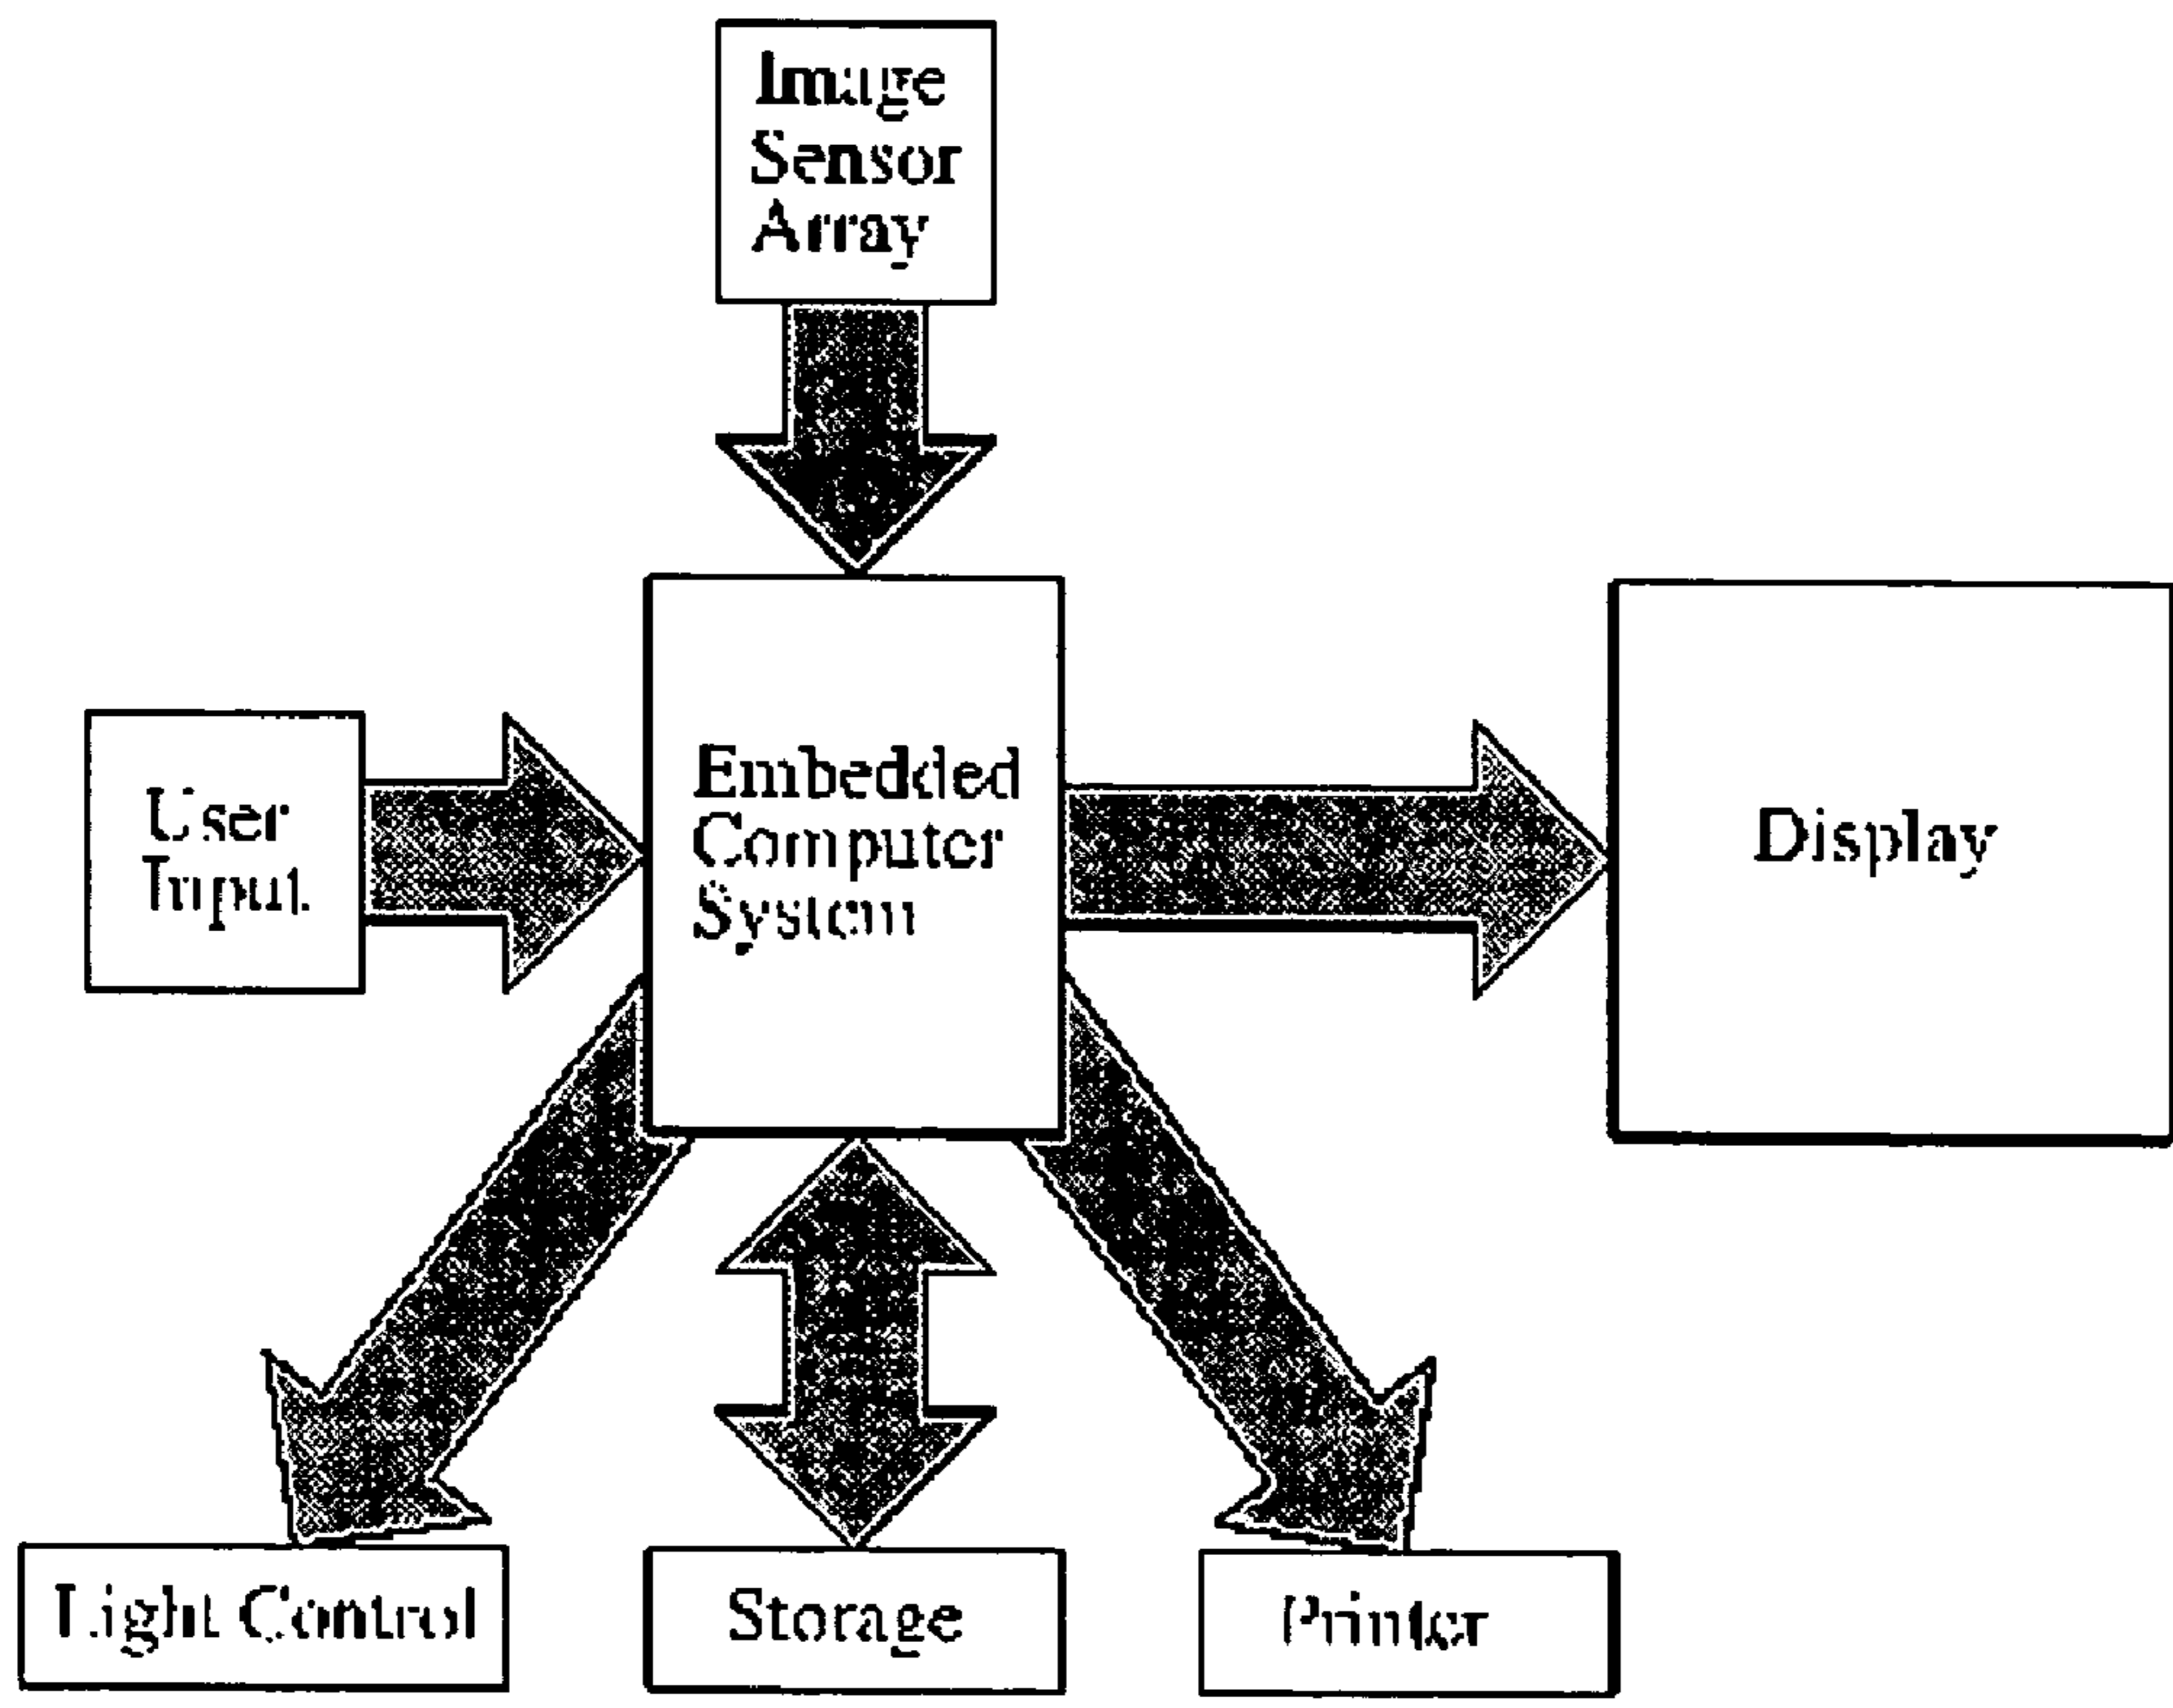 Image
Sensor
Array
User
Input
Embedded
Computer
System
Display
Light Control
Storage
Printer